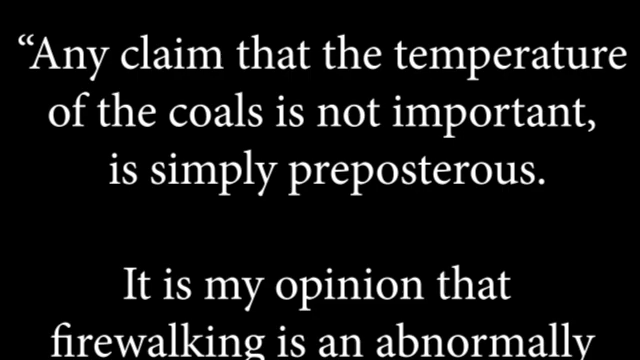 “Any claim that the temperature
of the coals is not important,
is simply preposterous.
It is my opinion that
firewalking is an abnormally